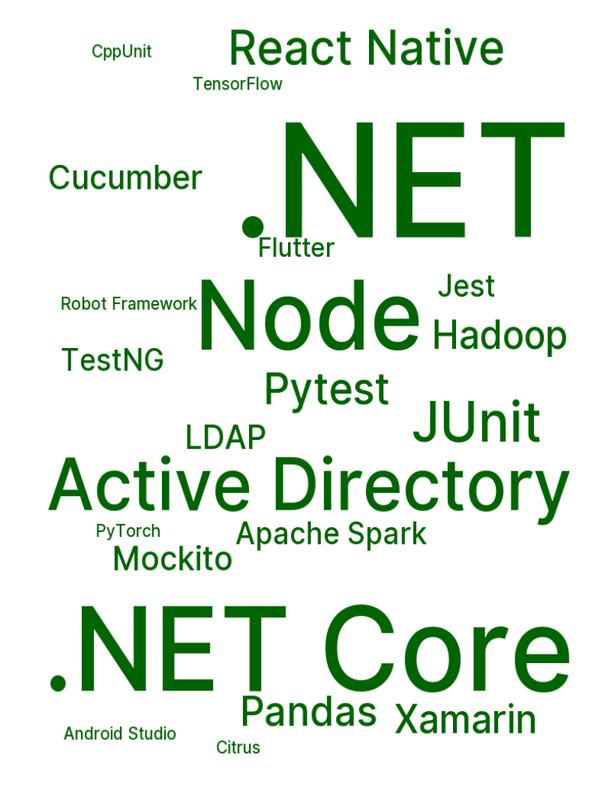 React Native
CppUnit
TensorFlow
.NET
Cucumber
Flutter
Jest
Robot Framework
Node
Hadoop
TestNG
Pytest
JUnit
LDAP
Active Directory
PyTorch
Apache Spark
Mockito
.NET Core
Pandas
Xamarin
Android Studio
Citrus